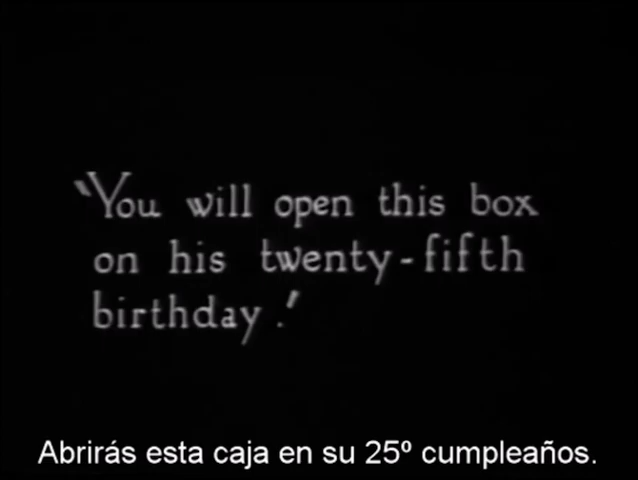 "You will open this box
on his twenty-fifth
birthday."
Abrirás esta caja en su 25º cumpleaños.